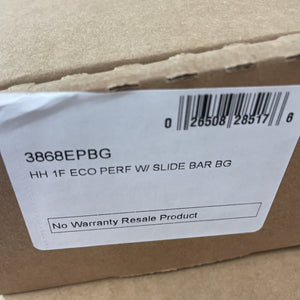 0 26508 28517 6
3868EPBG
HH 1F ECO PERF W/ SLIDE BAR BG
No Warranty Resale Product